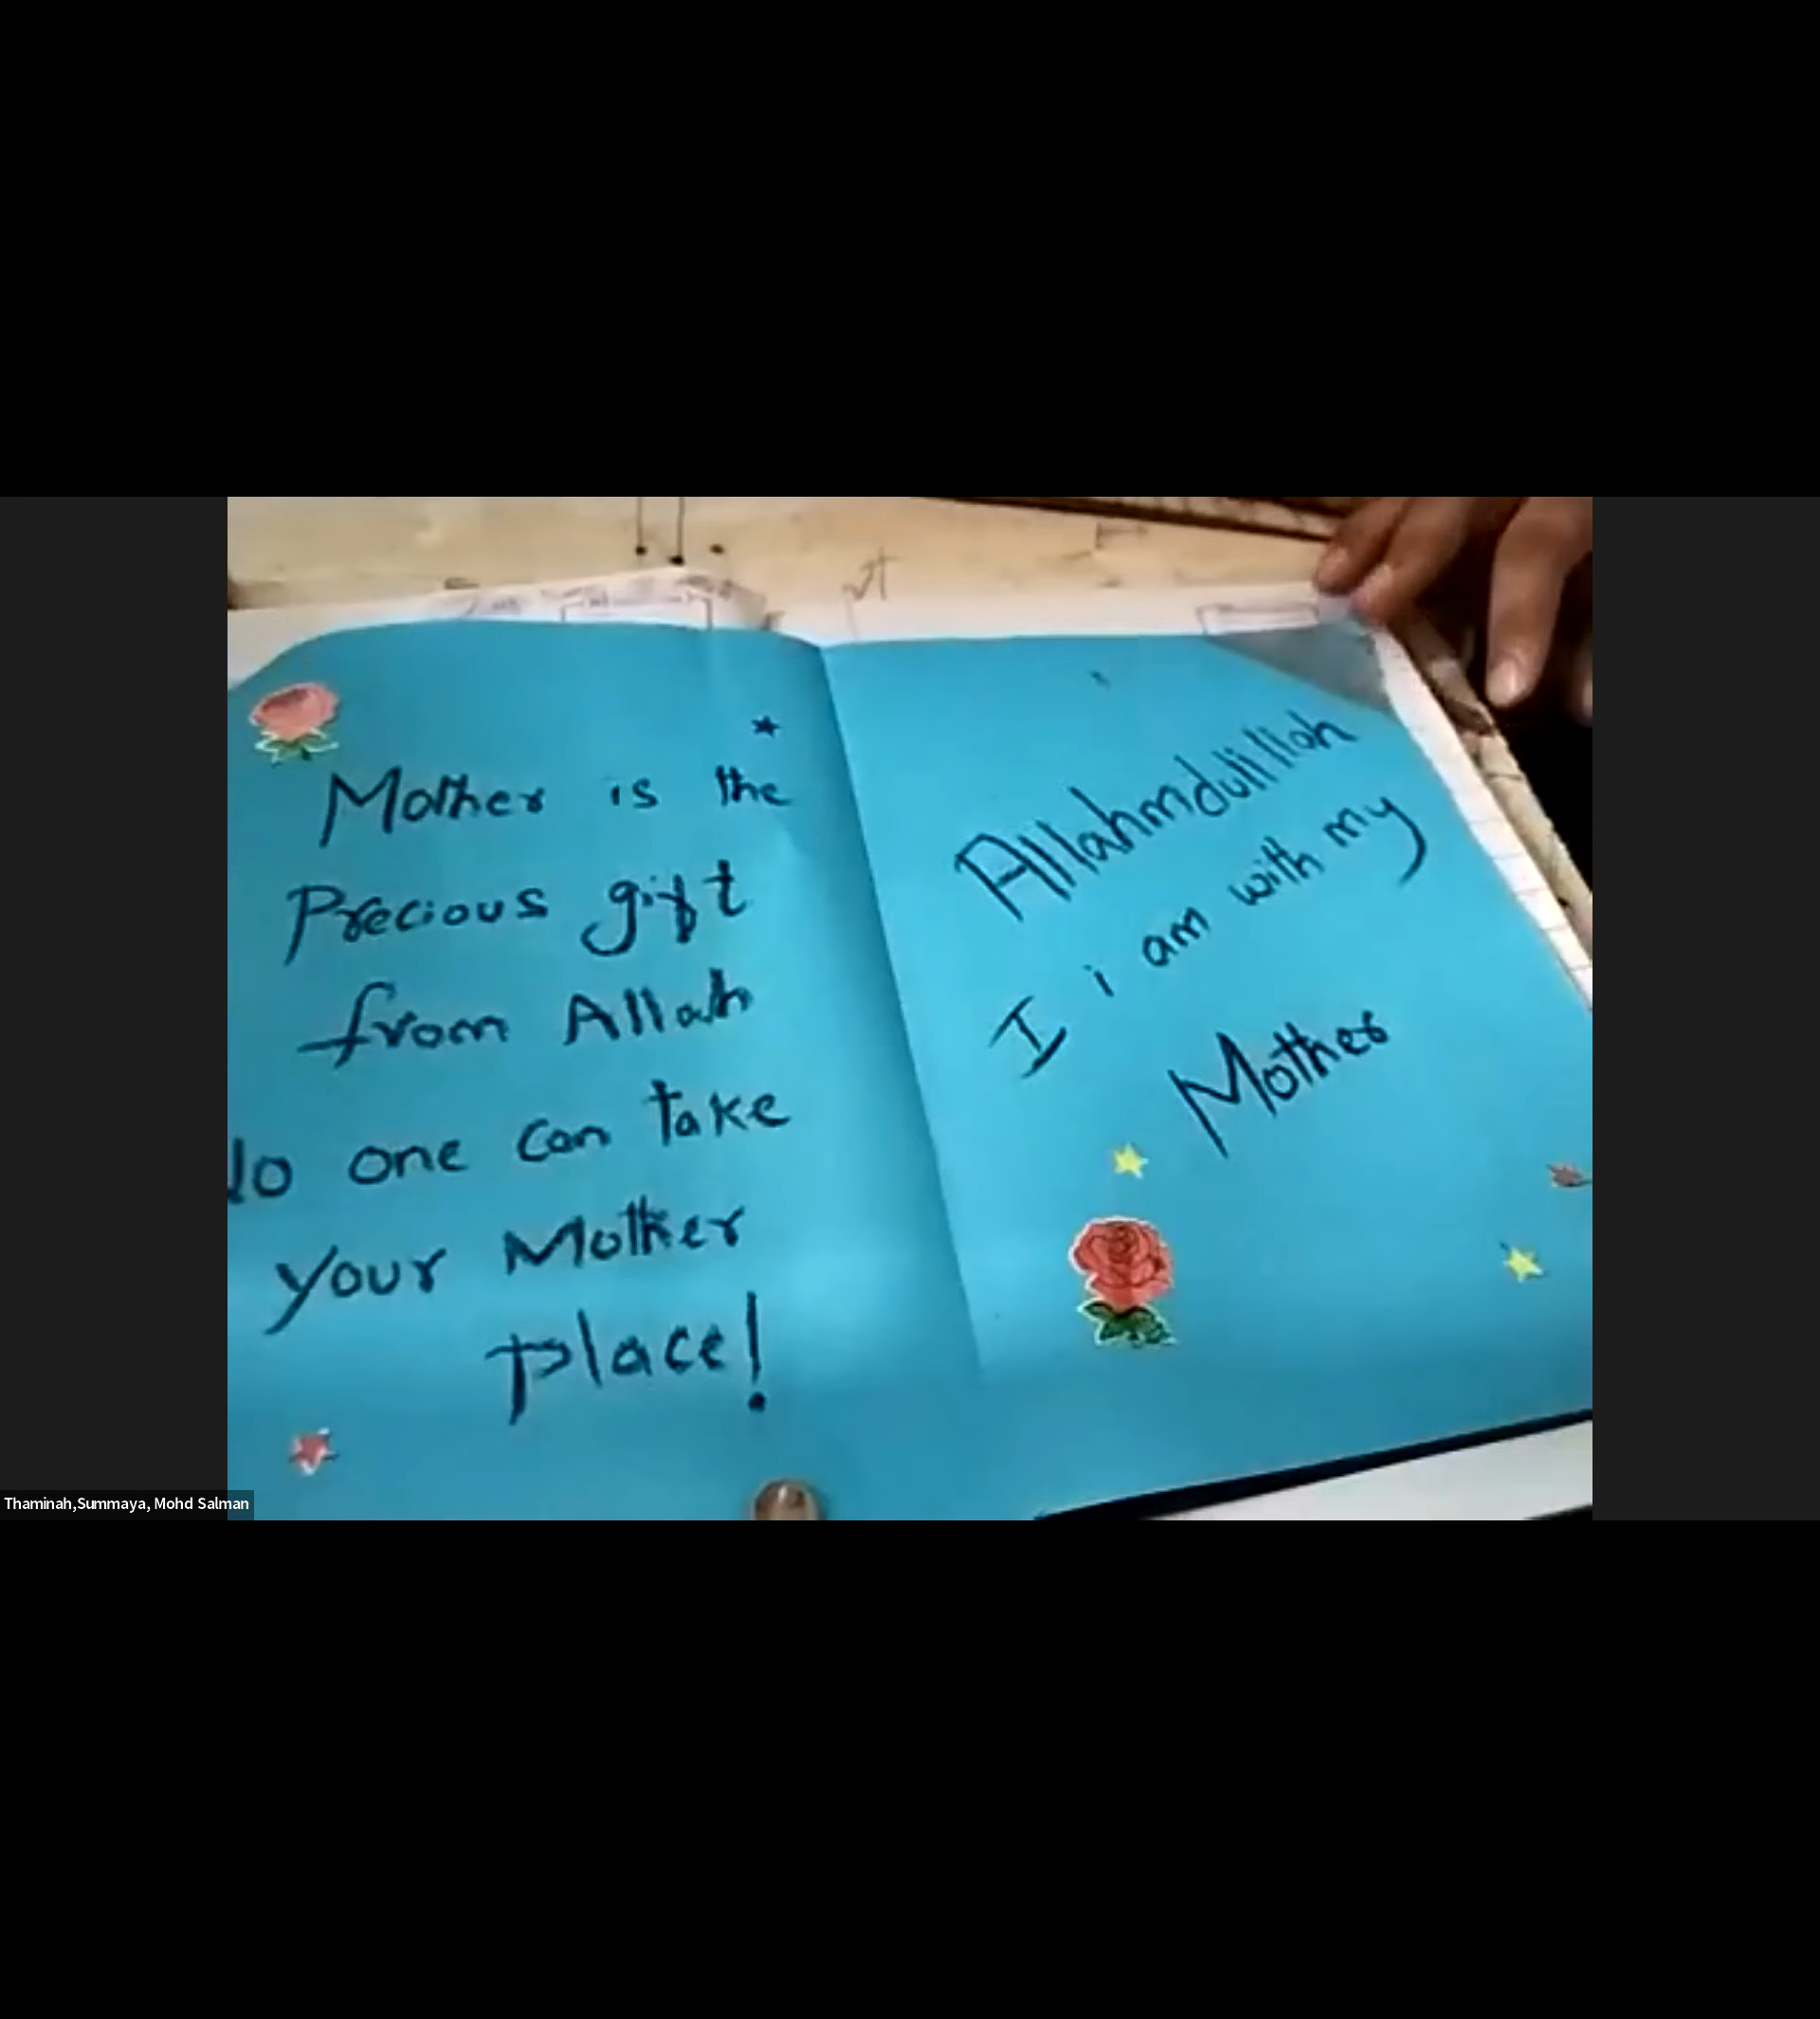 Mother is the
Precious gift
from Allah
No one can take
your Mother
place!
Allahmdulillah
I i am with my
Mother
Thaminah,Summaya, Mohd Salman